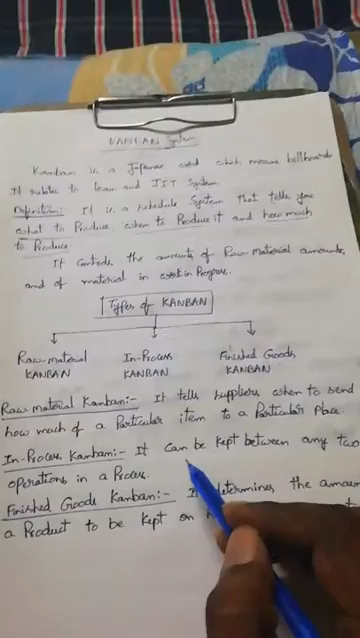 KANBAN System
Kanban is a Japanese word which means billboards
It relates to lean and JIT System
Definition:- It is a schedule System that tells you
what to Produce, when to Produce it and how much
to Produce
It controls the amounts of Raw Material amounts,
and of material in work in Progress.
Types of KANBAN
Raw-material In-Process Finished Goods
KANBAN KANBAN KANBAN
Raw Material Kanban:- It tells suppliers when to send
how much of a Particular item to a Particular Place.
In-Process Kanban:- It can be kept between any two
operations in a Process.
Finished Goods Kanban:- determines the
a Product to be kept on